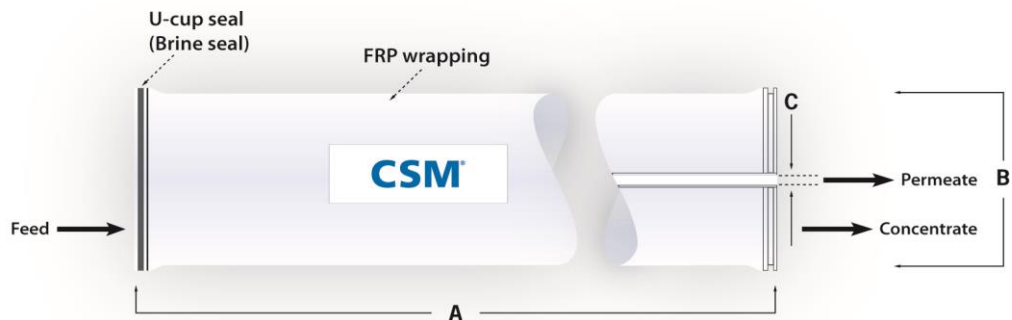 U-cup seal
(Brine seal)
FRP wrapping
C
CSM®
Permeate
B
Feed
Concentrate
A